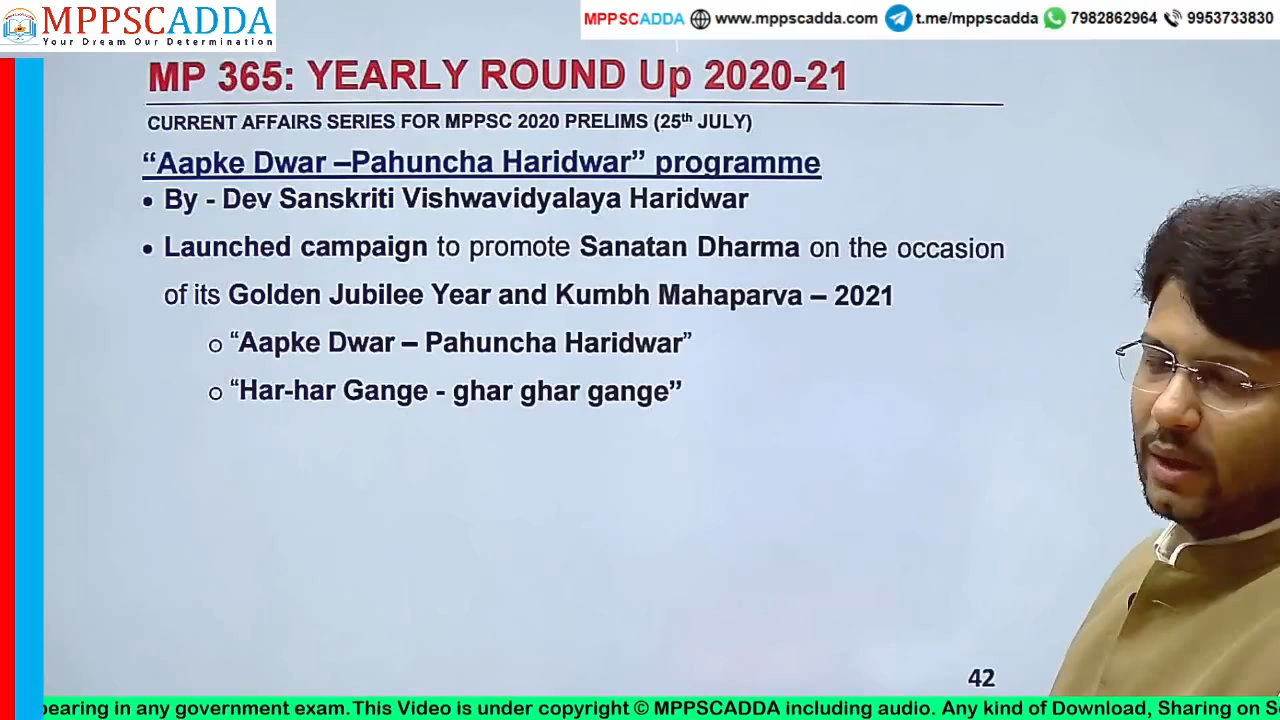 MPPSCADDA
Your Dream Our Determination
MPPSCADDA www.mppscadda.com t.me/mppscadda 7982862964 9953733830
MP 365: YEARLY ROUND Up 2020-21
CURRENT AFFAIRS SERIES FOR MPPSC 2020 PRELIMS (25th JULY)
“Aapke Dwar –Pahuncha Haridwar” programme
• By - Dev Sanskriti Vishwavidyalaya Haridwar
• Launched campaign to promote Sanatan Dharma on the occasion
of its Golden Jubilee Year and Kumbh Mahaparva – 2021
o “Aapke Dwar – Pahuncha Haridwar”
o “Har-har Gange - ghar ghar gange”
42
pearing in any government exam.This Video is under copyright © MPPSCADDA including audio. Any kind of Download, Sharing on S